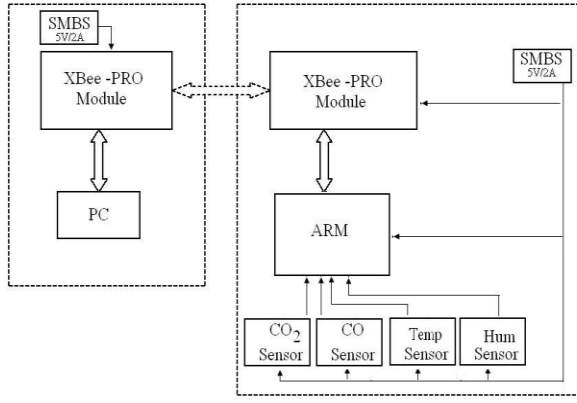 SMBS
5V/2A
XBee -PRO
Module
PC
XBee -PRO
Module
SMBS
5V/2A
ARM
CO2
Sensor
CO
Sensor
Temp
Sensor
Hum
Sensor